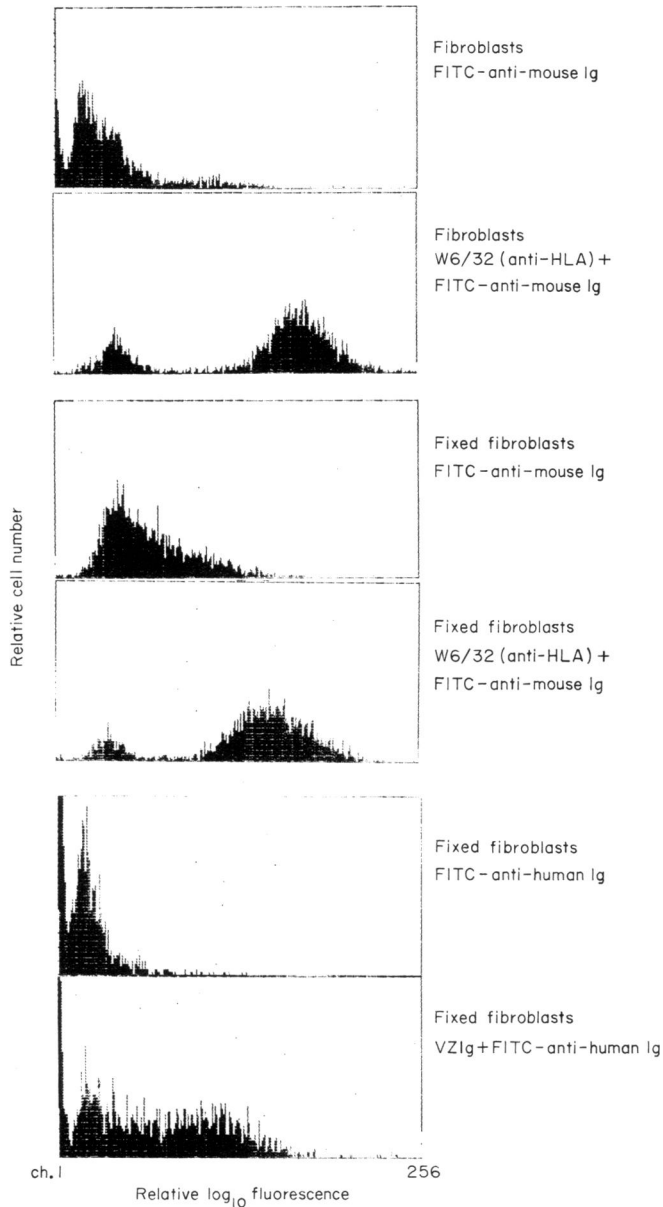 Fibroblasts
FITC-anti-mouse Ig
Fibroblasts
W6/32 (anti-HLA) +
FITC-anti-mouse Ig
Fixed fibroblasts
FITC-anti-mouse Ig
Fixed fibroblasts
W6/32 (anti-HLA) +
FITC-anti-mouse Ig
Fixed fibroblasts
FITC-anti-human Ig
Fixed fibroblasts
VZIg+FITC-anti-human Ig
Relative cell number
ch. 1 256
Relative log10 fluorescence